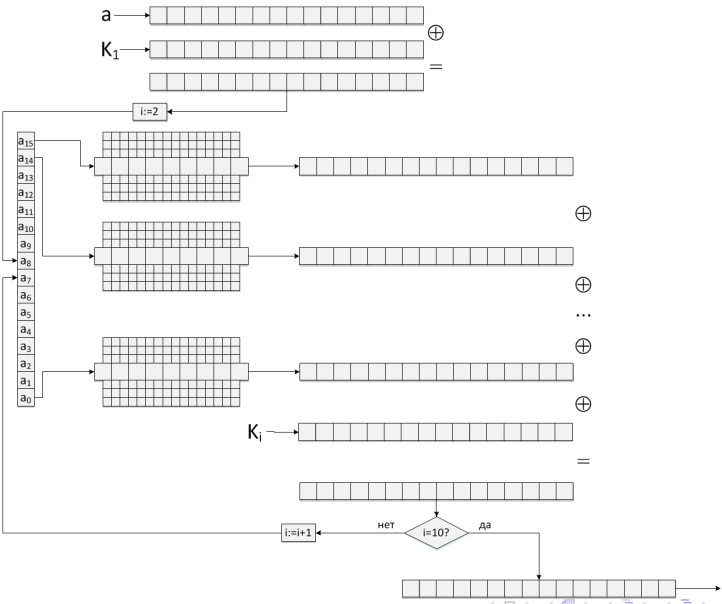 a
⊕
K₁
=
i:=2
a₁₅
a₁₄
a₁₃
a₁₂
a₁₁
a₁₀
a₉
a₈
a₇
a₆
a₅
a₄
a₃
a₂
a₁
a₀
⊕
⊕
...
⊕
⊕
Kᵢ
=
i:=i+1
нет
i=10?
да